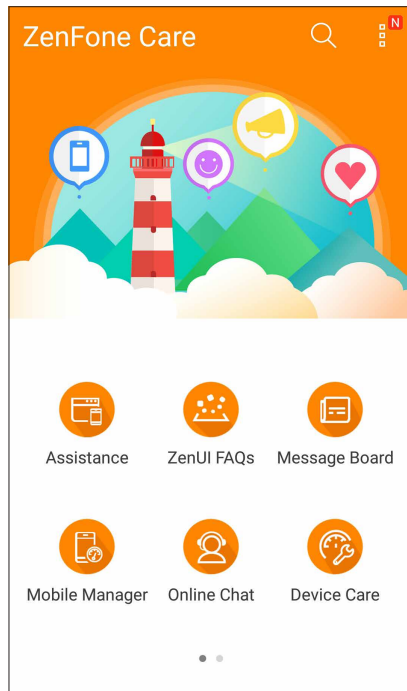 ZenFone Care
N
Assistance
ZenUI FAQs
Message Board
Mobile Manager
Online Chat
Device Care